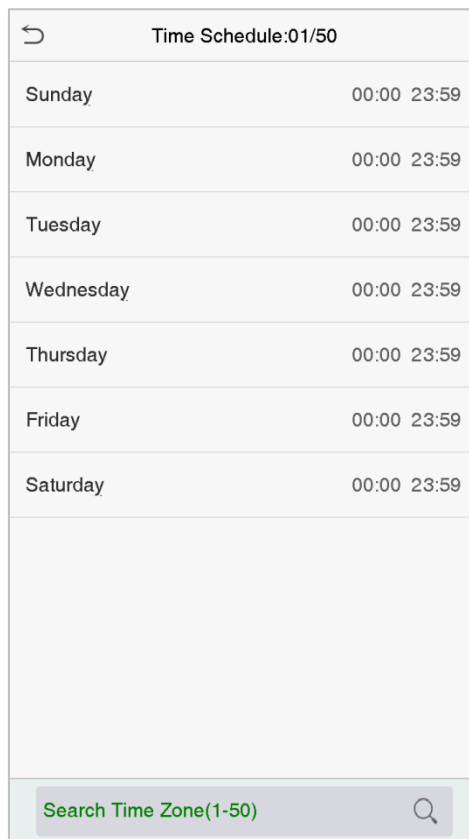 Time Schedule:01/50
Sunday 00:00 23:59
Monday 00:00 23:59
Tuesday 00:00 23:59
Wednesday 00:00 23:59
Thursday 00:00 23:59
Friday 00:00 23:59
Saturday 00:00 23:59
Search Time Zone(1-50)